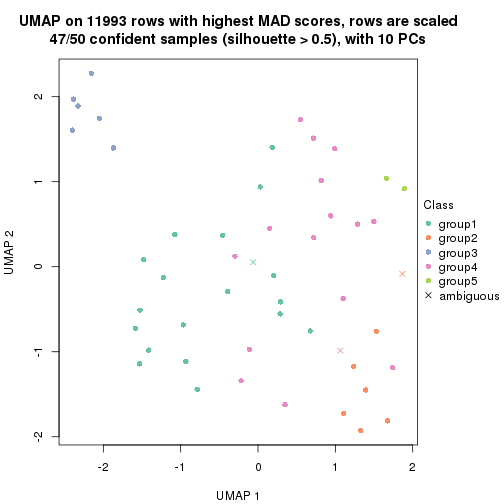 UMAP on 11993 rows with highest MAD scores, rows are scaled
47/50 confident samples (silhouette > 0.5), with 10 PCs
2
1
0
-1
-2
UMAP 2
-2
-1
0
1
2
UMAP 1
Class
group1
group2
group3
group4
group5
ambiguous